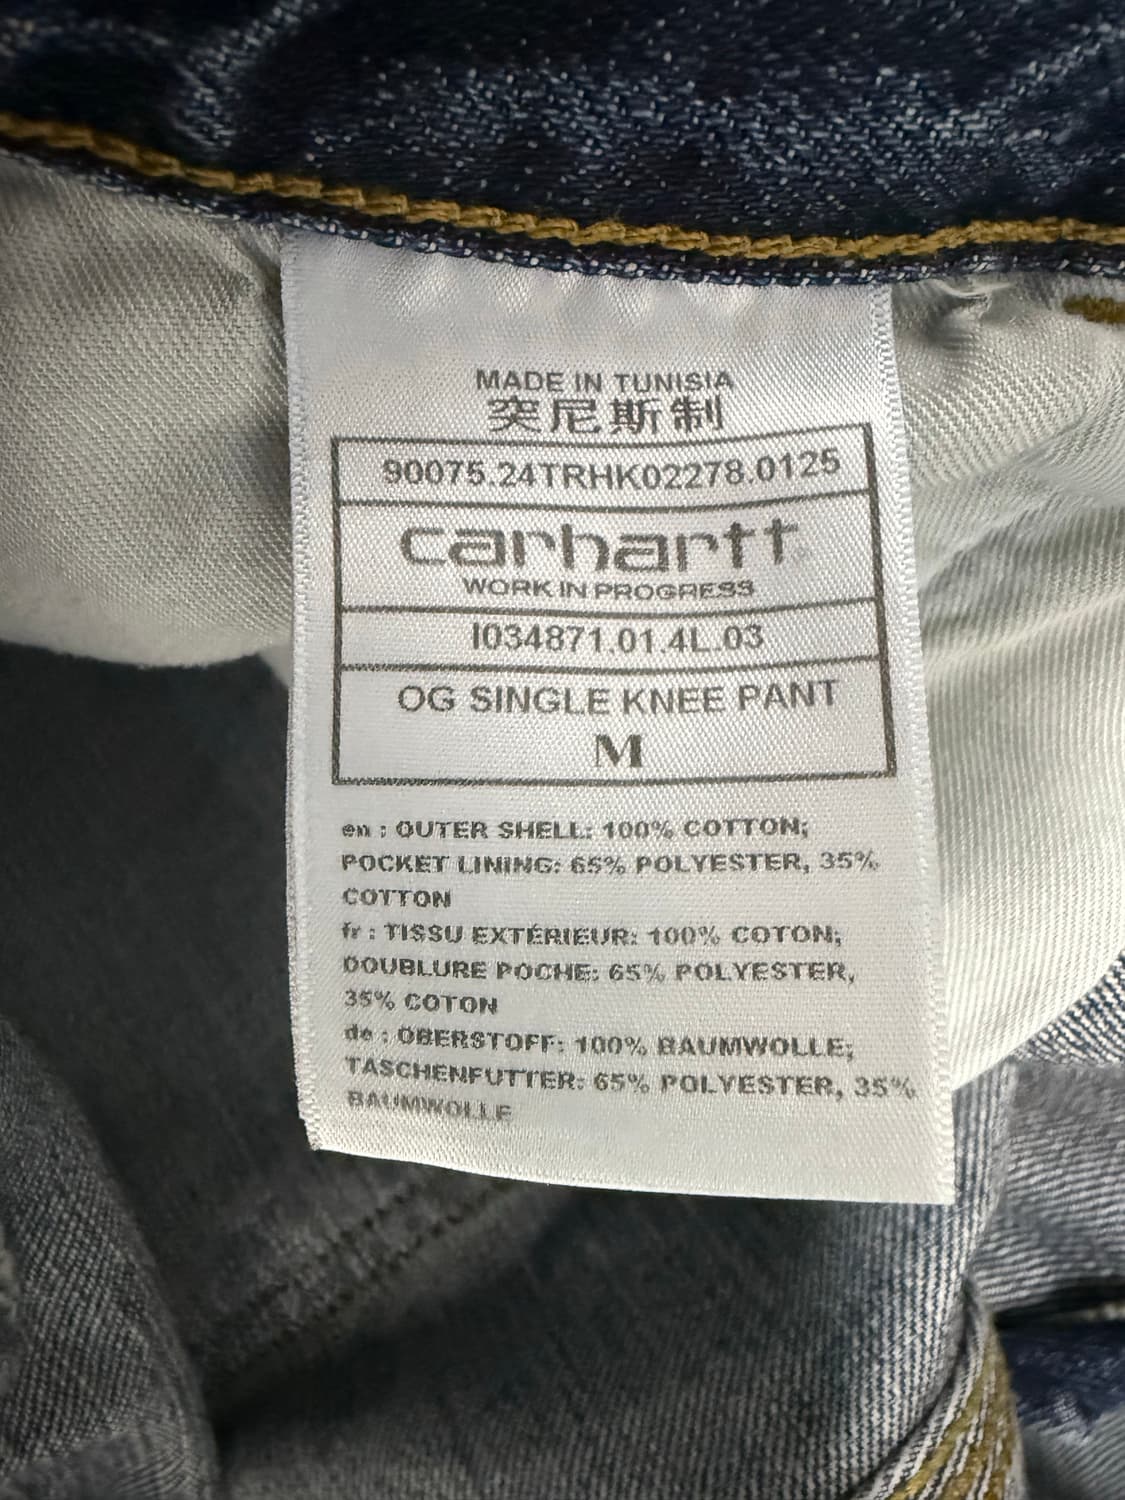 MADE IN TUNISIA
突尼斯制
90075.24TRHK02278.0125
carhartt®
WORK IN PROGRESS
I034871.01.4L.03
OG SINGLE KNEE PANT
M
en : OUTER SHELL: 100% COTTON;
POCKET LINING: 65% POLYESTER, 35%
COTTON
fr : TISSU EXTÉRIEUR: 100% COTON;
DOUBLURE POCHE: 65% POLYESTER,
35% COTON
de : OBERSTOFF: 100% BAUMWOLLE;
TASCHENFUTTER: 65% POLYESTER, 35%
BAUMWOLLE